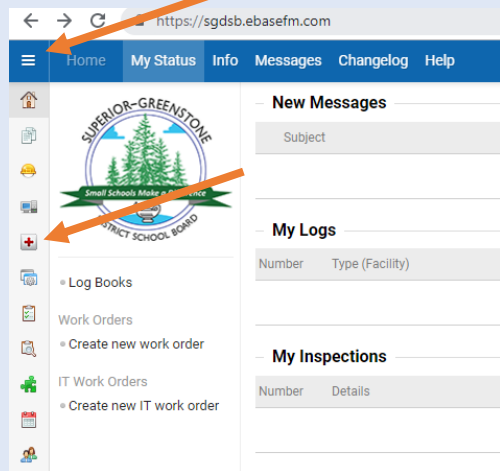 https://sgdsb.ebasefm.com
Home My Status Info Messages Changelog Help
SUPERIOR-GREENSTONE
Small Schools Make a Difference
DISTRICT SCHOOL BOARD
Log Books
Work Orders
Create new work order
IT Work Orders
Create new IT work order
New Messages
Subject
My Logs
Number Type (Facility)
My Inspections
Number Details